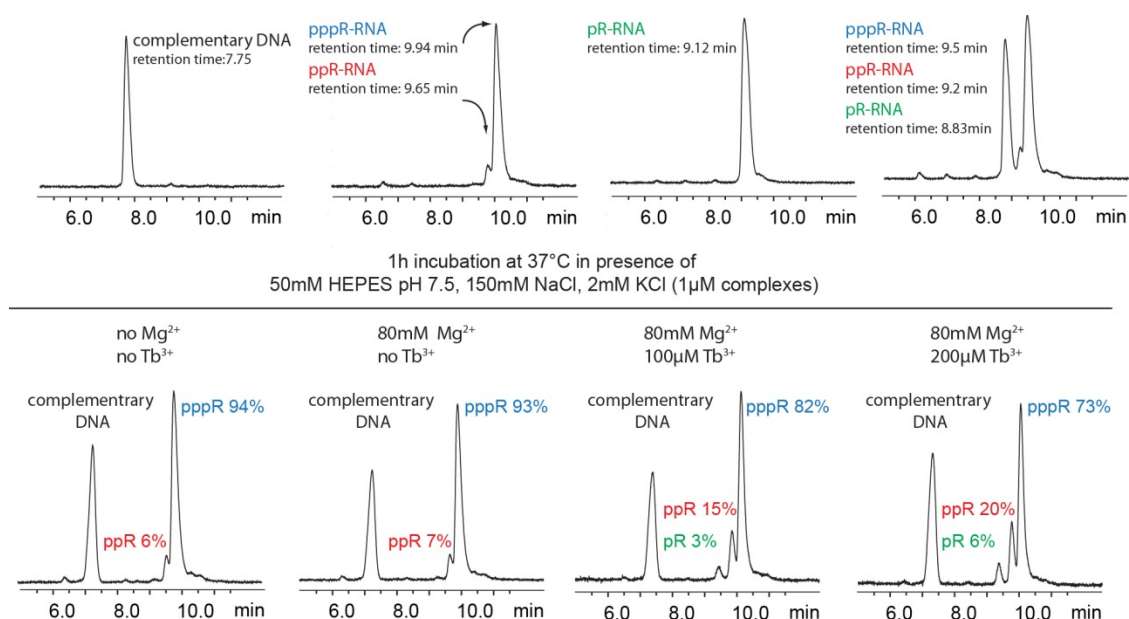 complementary DNA
retention time:7.75
pppR-RNA
retention time: 9.94 min
ppR-RNA
retention time: 9.65 min
pR-RNA
retention time: 9.12 min
pppR-RNA
retention time: 9.5 min
ppR-RNA
retention time: 9.2 min
pR-RNA
retention time: 8.83min
6.0 8.0 10.0 min
6.0 8.0 10.0 min
6.0 8.0 10.0 min
6.0 8.0 10.0 min
1h incubation at 37°C in presence of
50mM HEPES pH 7.5, 150mM NaCl, 2mM KCl (1µM complexes)
no Mg²⁺
no Tb³⁺
complementrary
DNA
pppR 94%
ppR 6%
6.0 8.0 10.0 min
80mM Mg²⁺
no Tb³⁺
complementrary
DNA
pppR 93%
ppR 7%
6.0 8.0 10.0 min
80mM Mg²⁺
100µM Tb³⁺
complementrary
DNA
pppR 82%
ppR 15%
pR 3%
6.0 8.0 10.0 min
80mM Mg²⁺
200µM Tb³⁺
complementrary
DNA
pppR 73%
ppR 20%
pR 6%
6.0 8.0 10.0 min